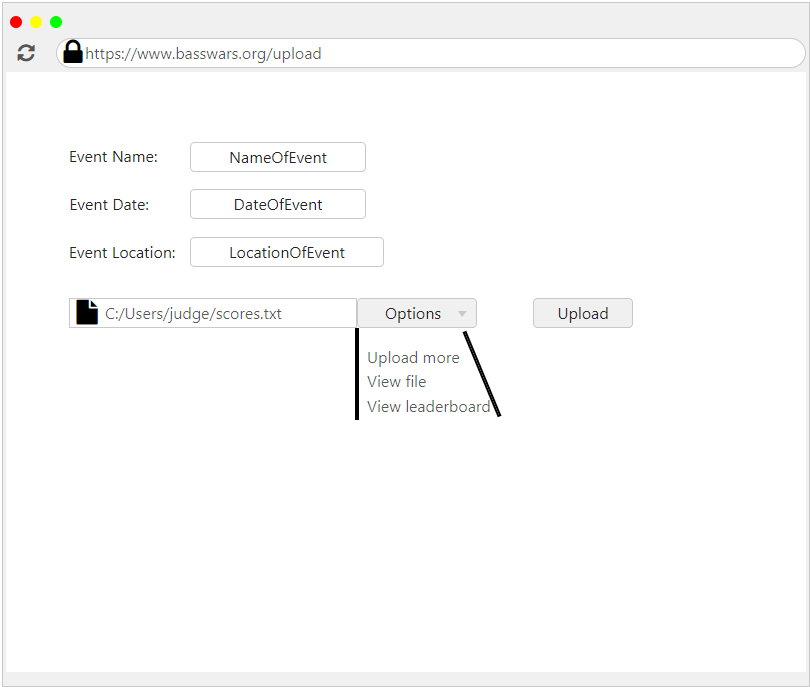 https://www.basswars.org/upload
Event Name: NameOfEvent
Event Date: DateOfEvent
Event Location: LocationOfEvent
C:/Users/judge/scores.txt Options Upload
Upload more
View file
View leaderboard